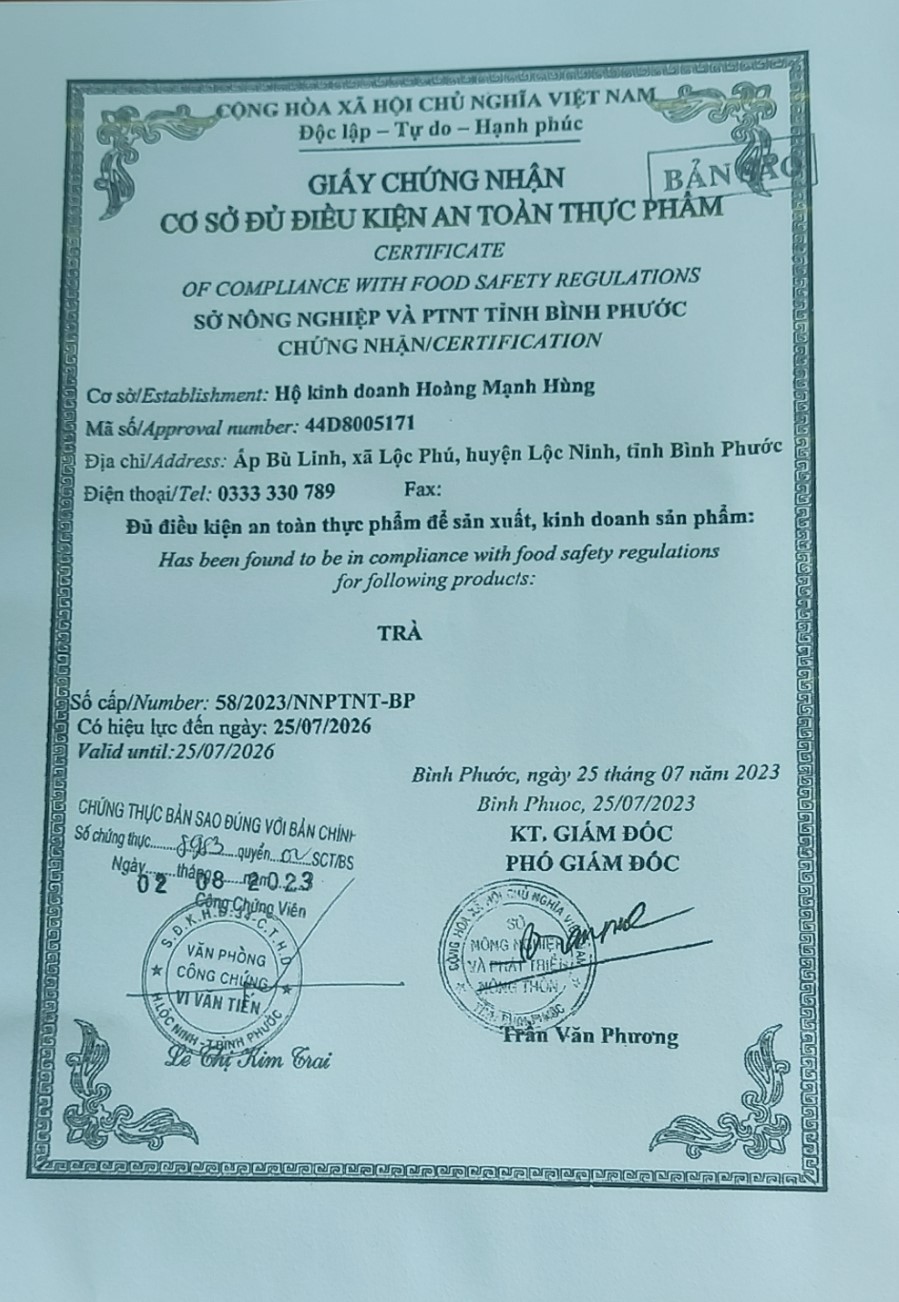 CỘNG HÒA XÃ HỘI CHỦ NGHĨA VIỆT NAM
Độc lập – Tự do – Hạnh phúc
BẢN SAO
GIẤY CHỨNG NHẬN
CƠ SỞ ĐỦ ĐIỀU KIỆN AN TOÀN THỰC PHẨM
CERTIFICATE
OF COMPLIANCE WITH FOOD SAFETY REGULATIONS
SỞ NÔNG NGHIỆP VÀ PTNT TỈNH BÌNH PHƯỚC
CHỨNG NHẬN/CERTIFICATION
Cơ sở/Establishment: Hộ kinh doanh Hoàng Mạnh Hùng
Mã số/Approval number: 44D8005171
Địa chỉ/Address: Ấp Bù Linh, xã Lộc Phú, huyện Lộc Ninh, tỉnh Bình Phước
Điện thoại/Tel: 0333 330 789 Fax:
Đủ điều kiện an toàn thực phẩm để sản xuất, kinh doanh sản phẩm:
Has been found to be in compliance with food safety regulations
for following products:
TRÀ
Số cấp/Number: 58/2023/NNPTNT-BP
Có hiệu lực đến ngày: 25/07/2026
Valid until:25/07/2026
Bình Phước, ngày 25 tháng 07 năm 2023
Binh Phuoc, 25/07/2023
KT. GIÁM ĐỐC
PHÓ GIÁM ĐỐC
CỘNG HÒA XÃ HỘI CHỦ NGHĨA VIỆT NAM
SỞ
NÔNG NGHIỆP
VÀ PHÁT TRIỂN
NÔNG THÔN
Trần Văn Phương
CHỨNG THỰC BẢN SAO ĐÚNG VỚI BẢN CHÍNH
Số chứng thực........quyển.......SCT/BS
Ngày 02 tháng 08 năm 2023
Công Chứng Viên
VĂN PHÒNG
CÔNG CHỨNG
VI VĂN TIẾN
H.LỘC NINH - T.BÌNH PHƯỚC
Lê Thị Kim Trai